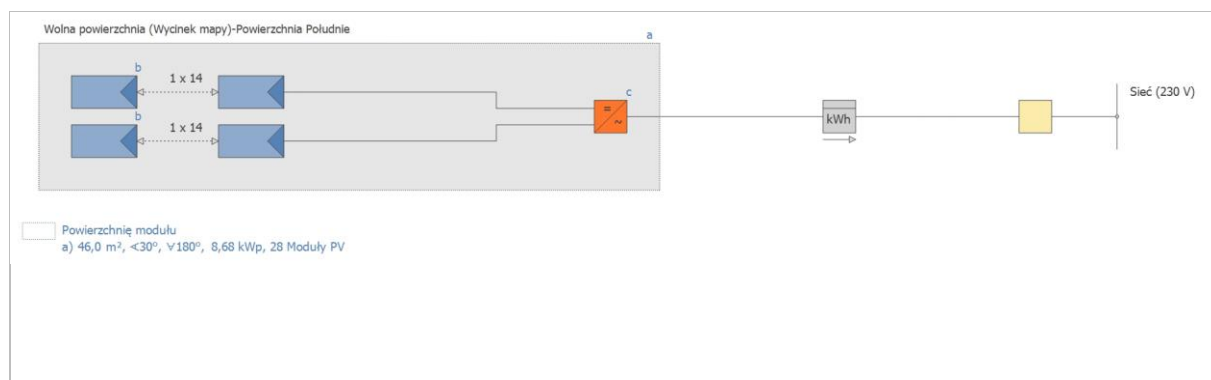 Wolna powierzchnia (Wycinek mapy)-Powierzchnia Południe
a
b
1 x 14
c
Sieć (230 V)
=
~
kWh
b
1 x 14
Powierzchnię modułu
a) 46,0 m², ∢30°, ∀180°, 8,68 kWp, 28 Moduły PV